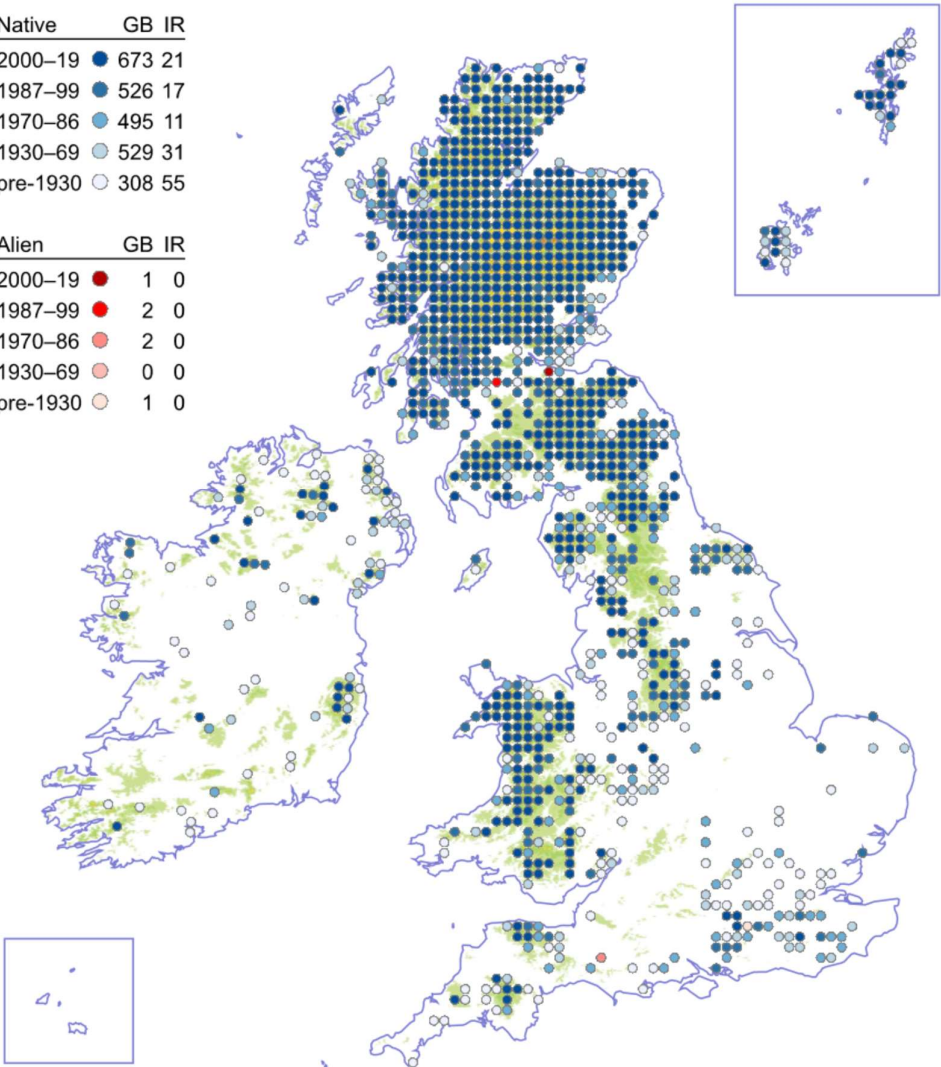 Native GB IR
2000–19 673 21
1987–99 526 17
1970–86 495 11
1930–69 529 31
pre-1930 308 55
Alien GB IR
2000–19 1 0
1987–99 2 0
1970–86 2 0
1930–69 0 0
pre-1930 1 0